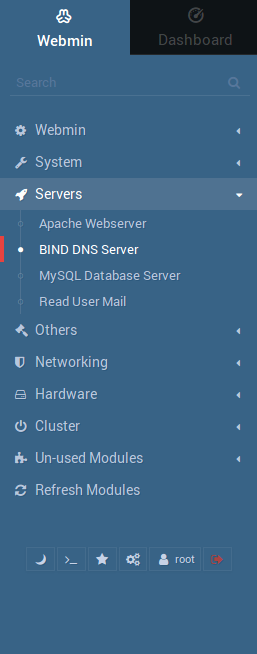 Webmin
Dashboard
Search
Webmin
System
Servers
Apache Webserver
BIND DNS Server
MySQL Database Server
Read User Mail
Others
Networking
Hardware
Cluster
Un-used Modules
Refresh Modules
root